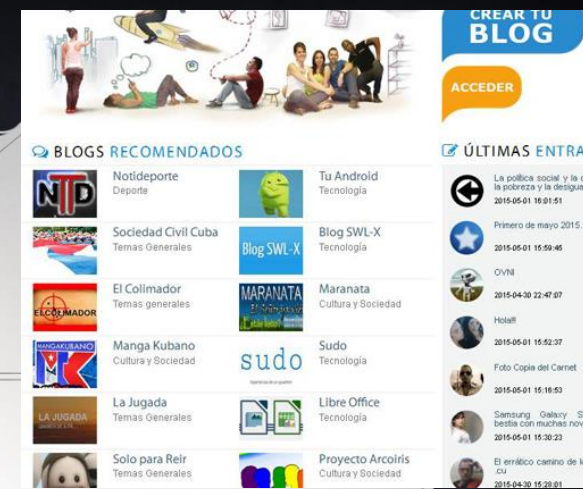 CREAR TU
BLOG
ACCEDER
BLOGS RECOMENDADOS
NTD
Notideporte
Deporte
Tu Android
Tecnología
Sociedad Civil Cuba
Temas Generales
Blog SWL-X
Blog SWL-X
Tecnología
ELCOLIMADOR
El Colimador
Temas generales
MARANATA
Maranata
Cultura y Sociedad
MANGAKUBANO
Manga Kubano
Cultura y Sociedad
sudo
Sudo
Tecnología
LA JUGADA
La Jugada
Temas Generales
Libre Office
Tecnología
Solo para Reir
Temas Generales
Proyecto Arcoiris
Cultura y Sociedad
ÚLTIMAS ENTRA
La política social y la
la pobreza y la desigua
2015-05-01 16:01:51
Primero de mayo 2015.
2015-05-01 15:59:46
OVNI
2015-04-30 22:47:07
Hola!!!
2015-05-01 15:52:37
Foto Copia del Carnet
2015-05-01 15:16:53
Samsung Galaxy S
bestia con muchas nov
2015-05-01 15:30:23
El errático camino de
.cu
2015-04-30 15:28:01